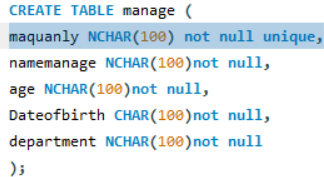 CREATE TABLE manage (
maquanly NCHAR(100) not null unique,
namemanage NCHAR(100)not null,
age NCHAR(100)not null,
Dateofbirth CHAR(100)not null,
department NCHAR(100)not null
);